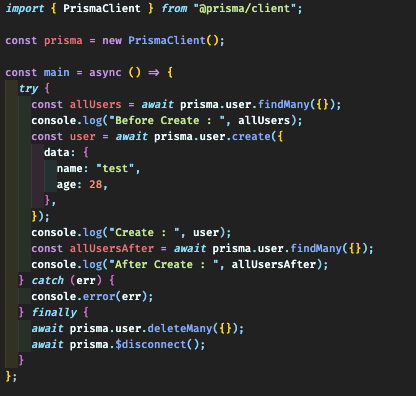 import { PrismaClient } from "@prisma/client";
const prisma = new PrismaClient();
const main = async () => {
try {
const allUsers = await prisma.user.findMany({});
console.log("Before Create : ", allUsers);
const user = await prisma.user.create({
data: {
name: "test",
age: 28,
},
});
console.log("Create : ", user);
const allUsersAfter = await prisma.user.findMany({});
console.log("After Create : ", allUsersAfter);
} catch (err) {
console.error(err);
} finally {
await prisma.user.deleteMany({});
await prisma.$disconnect();
}
};